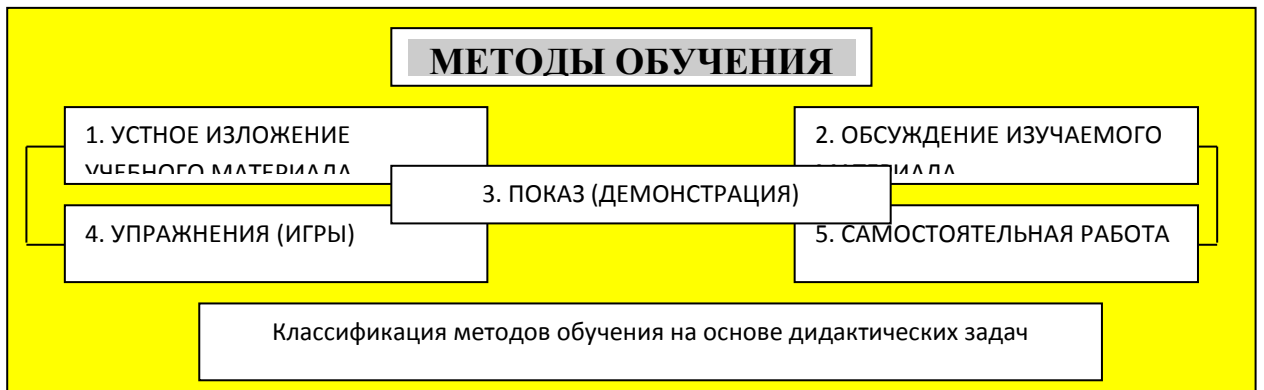 МЕТОДЫ ОБУЧЕНИЯ
1. УСТНОЕ ИЗЛОЖЕНИЕ
УЧЕБНОГО МАТЕРИАЛА
2. ОБСУЖДЕНИЕ ИЗУЧАЕМОГО
МАТЕРИАЛА
3. ПОКАЗ (ДЕМОНСТРАЦИЯ)
4. УПРАЖНЕНИЯ (ИГРЫ)
5. САМОСТОЯТЕЛЬНАЯ РАБОТА
Классификация методов обучения на основе дидактических задач